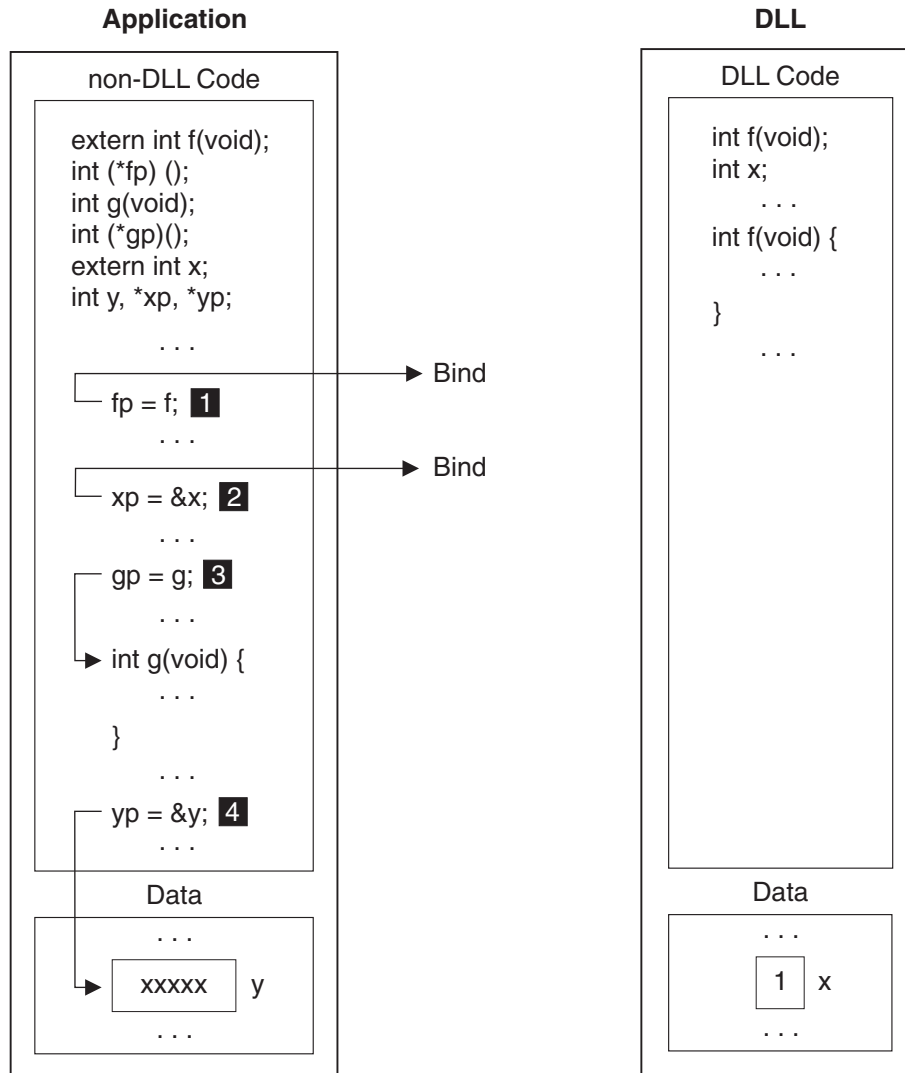 Application
non-DLL Code
extern int f(void);
int (*fp) ();
int g(void);
int (*gp)();
extern int x;
int y, *xp, *yp;
. . .
Bind
fp = f; 1
. . .
Bind
xp = &x; 2
. . .
gp = g; 3
. . .
int g(void) {
. . .
}
. . .
yp = &y; 4
. . .
Data
. . .
xxxxx y
. . .
DLL
DLL Code
int f(void);
int x;
. . .
int f(void) {
. . .
}
. . .
Data
. . .
1 x
. . .